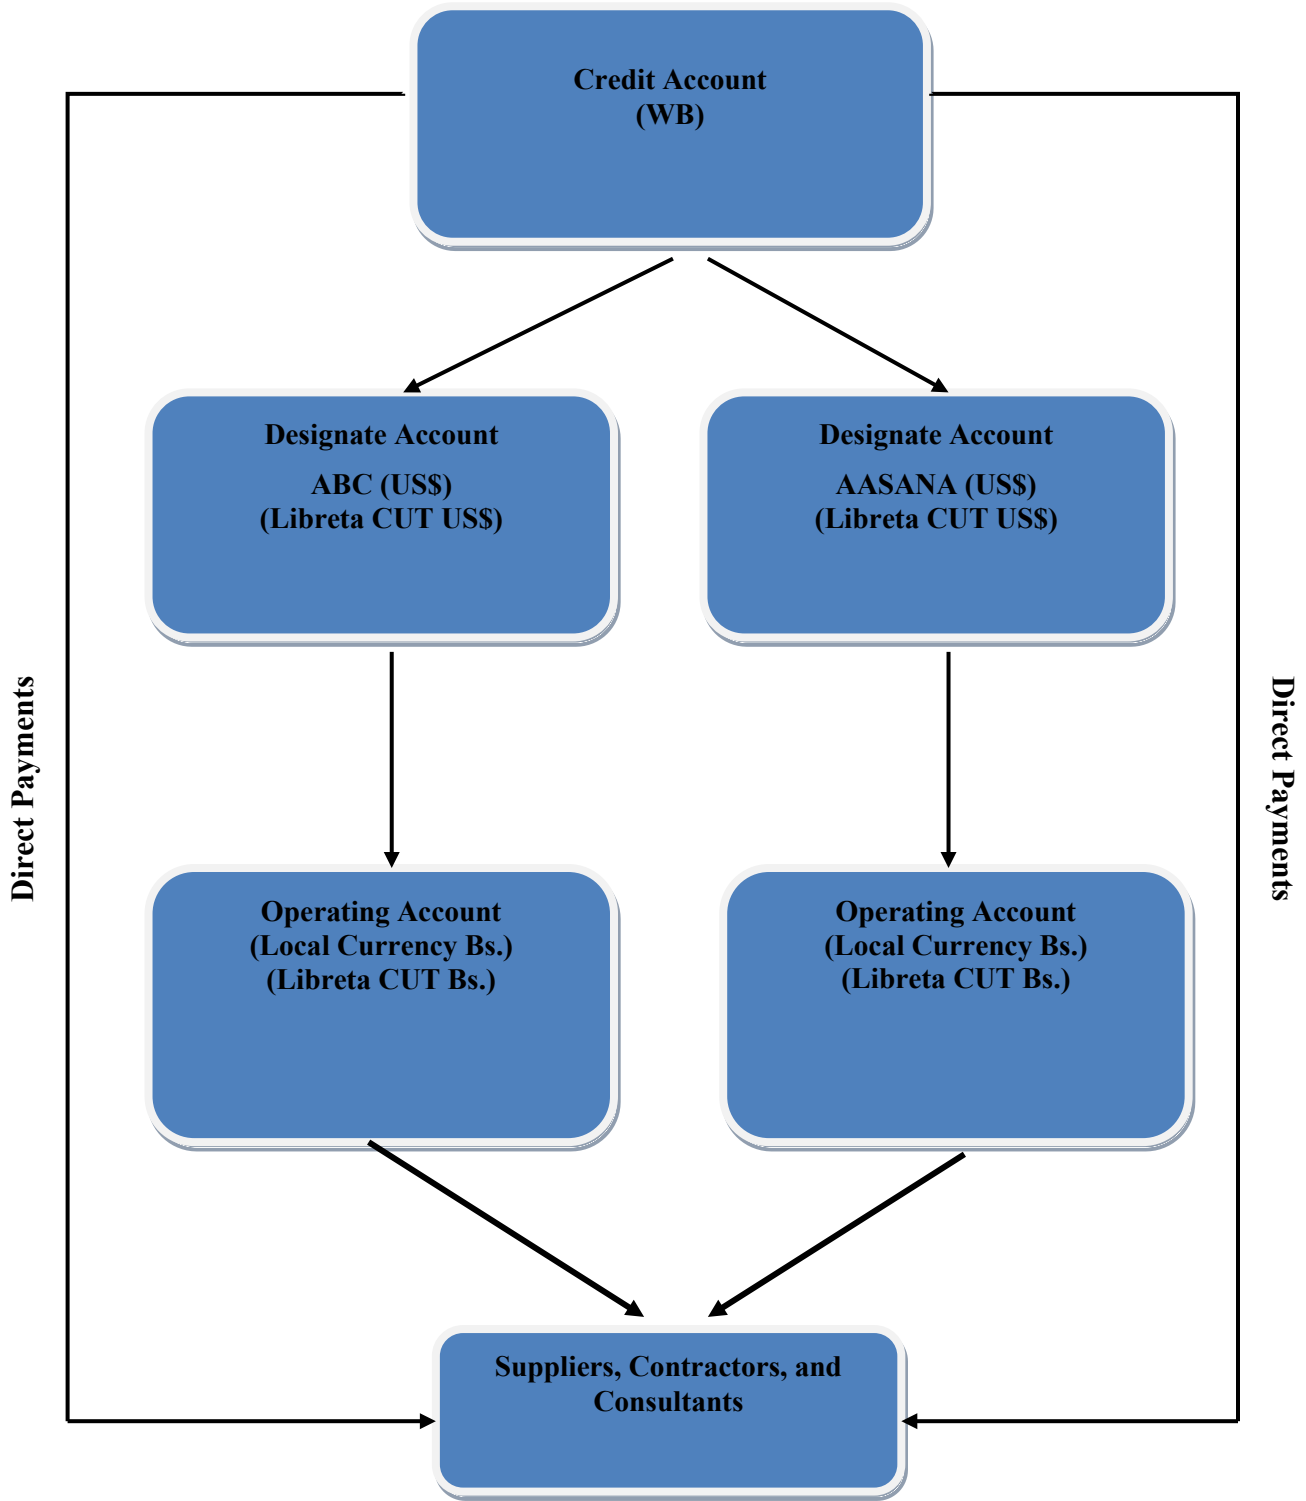 Credit Account
(WB)
Designate Account
ABC (US$)
(Libreta CUT US$)
Designate Account
AASANA (US$)
(Libreta CUT US$)
Direct Payments
Direct Payments
Operating Account
(Local Currency Bs.)
(Libreta CUT Bs.)
Operating Account
(Local Currency Bs.)
(Libreta CUT Bs.)
Suppliers, Contractors, and
Consultants